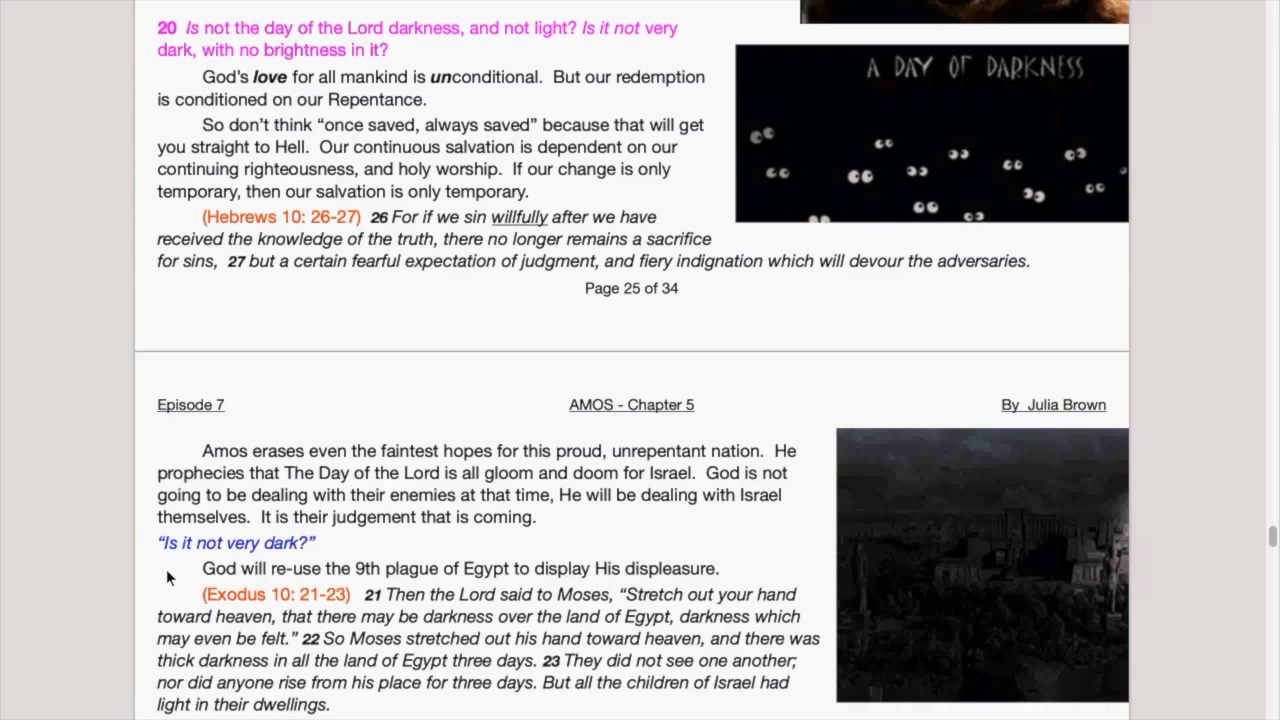 20 Is not the day of the Lord darkness, and not light? Is it not very
dark, with no brightness in it?
A DAY OF DARKNESS
God's love for all mankind is unconditional. But our redemption
is conditioned on our Repentance.
So don't think “once saved, always saved” because that will get
you straight to Hell. Our continuous salvation is dependent on our
continuing righteousness, and holy worship. If our change is only
temporary, then our salvation is only temporary.
(Hebrews 10: 26-27) 26 For if we sin willfully after we have
received the knowledge of the truth, there no longer remains a sacrifice
for sins, 27 but a certain fearful expectation of judgment, and fiery indignation which will devour the adversaries.
Page 25 of 34
Episode 7 AMOS - Chapter 5 By Julia Brown
Amos erases even the faintest hopes for this proud, unrepentant nation. He
prophecies that The Day of the Lord is all gloom and doom for Israel. God is not
going to be dealing with their enemies at that time, He will be dealing with Israel
themselves. It is their judgement that is coming.
“Is it not very dark?”
God will re-use the 9th plague of Egypt to display His displeasure.
(Exodus 10: 21-23) 21 Then the Lord said to Moses, “Stretch out your hand
toward heaven, that there may be darkness over the land of Egypt, darkness which
may even be felt.” 22 So Moses stretched out his hand toward heaven, and there was
thick darkness in all the land of Egypt three days. 23 They did not see one another;
nor did anyone rise from his place for three days. But all the children of Israel had
light in their dwellings.